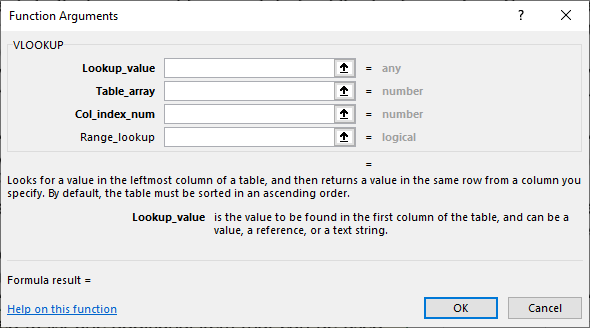 Function Arguments ?
VLOOKUP
Lookup_value = any
Table_array = number
Col_index_num = number
Range_lookup = logical
=
Looks for a value in the leftmost column of a table, and then returns a value in the same row from a column you
specify. By default, the table must be sorted in an ascending order.
Lookup_value is the value to be found in the first column of the table, and can be a
value, a reference, or a text string.
Formula result =
Help on this function
OK
Cancel